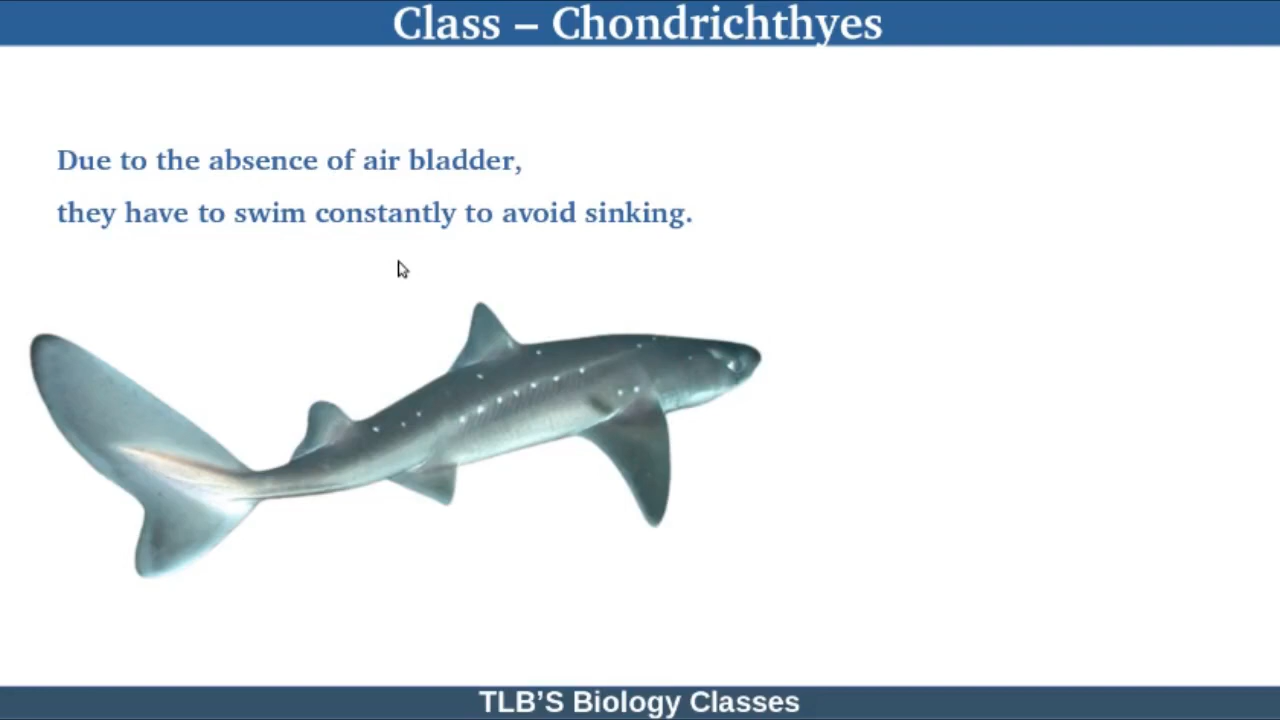 Class – Chondrichthyes
Due to the absence of air bladder,
they have to swim constantly to avoid sinking.
TLB’S Biology Classes